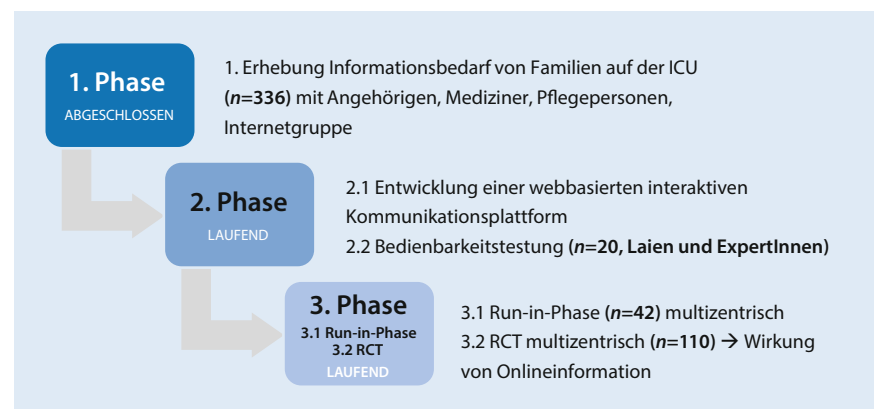 1. Phase
ABGESCHLOSSEN
1. Erhebung Informationsbedarf von Familien auf der ICU
(n=336) mit Angehörigen, Mediziner, Pflegepersonen,
Internetgruppe
2. Phase
LAUFEND
2.1 Entwicklung einer webbasierten interaktiven
Kommunikationsplattform
2.2 Bedienbarkeitstestung (n=20, Laien und ExpertInnen)
3. Phase
3.1 Run-in-Phase
3.2 RCT
LAUFEND
3.1 Run-in-Phase (n=42) multizentrisch
3.2 RCT multizentrisch (n=110) → Wirkung
von Onlineinformation